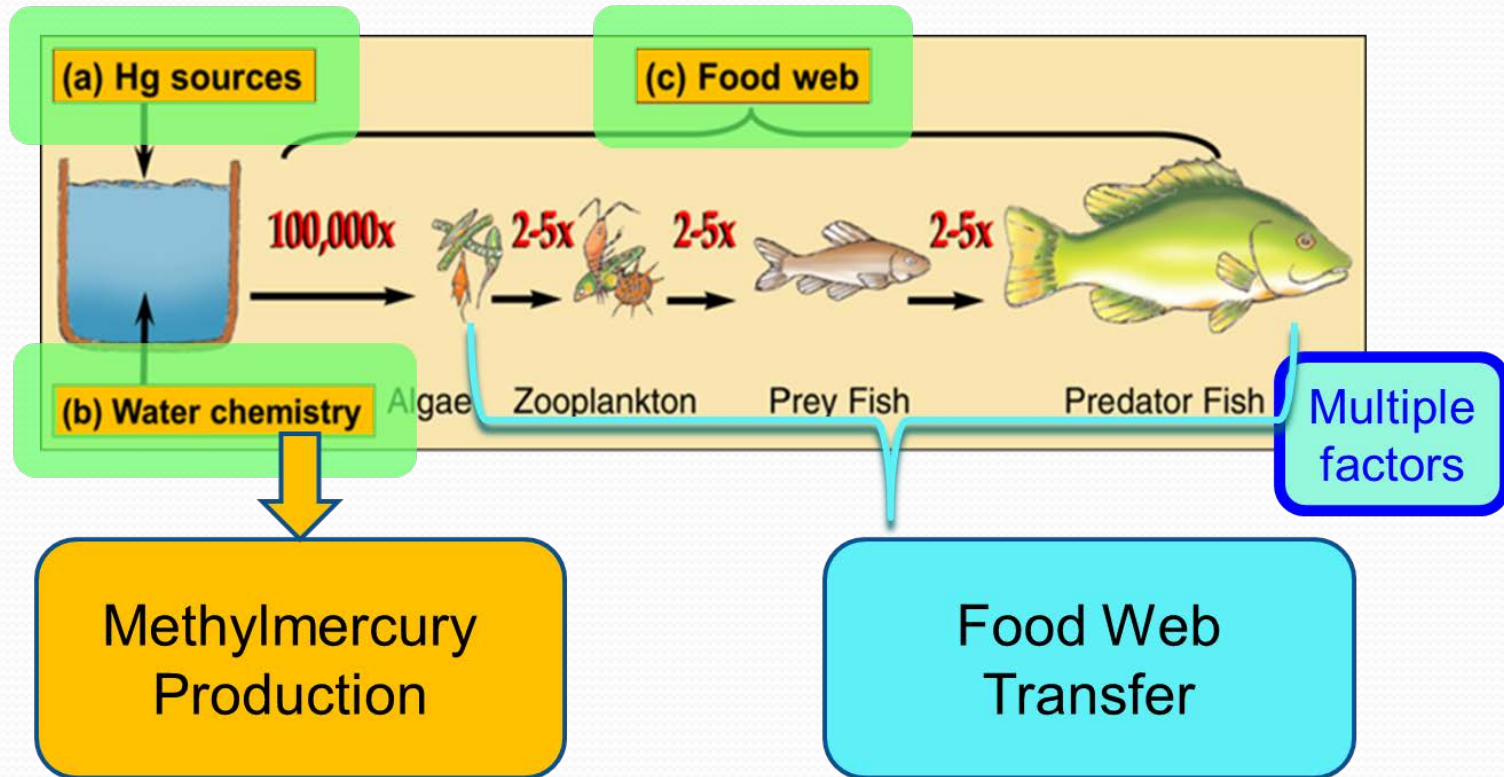 (a) Hg sources
(c) Food web
100,000x
2-5x
2-5x
2-5x
(b) Water chemistry
Algae
Zooplankton
Prey Fish
Predator Fish
Multiple
factors
Methylmercury
Production
Food Web
Transfer